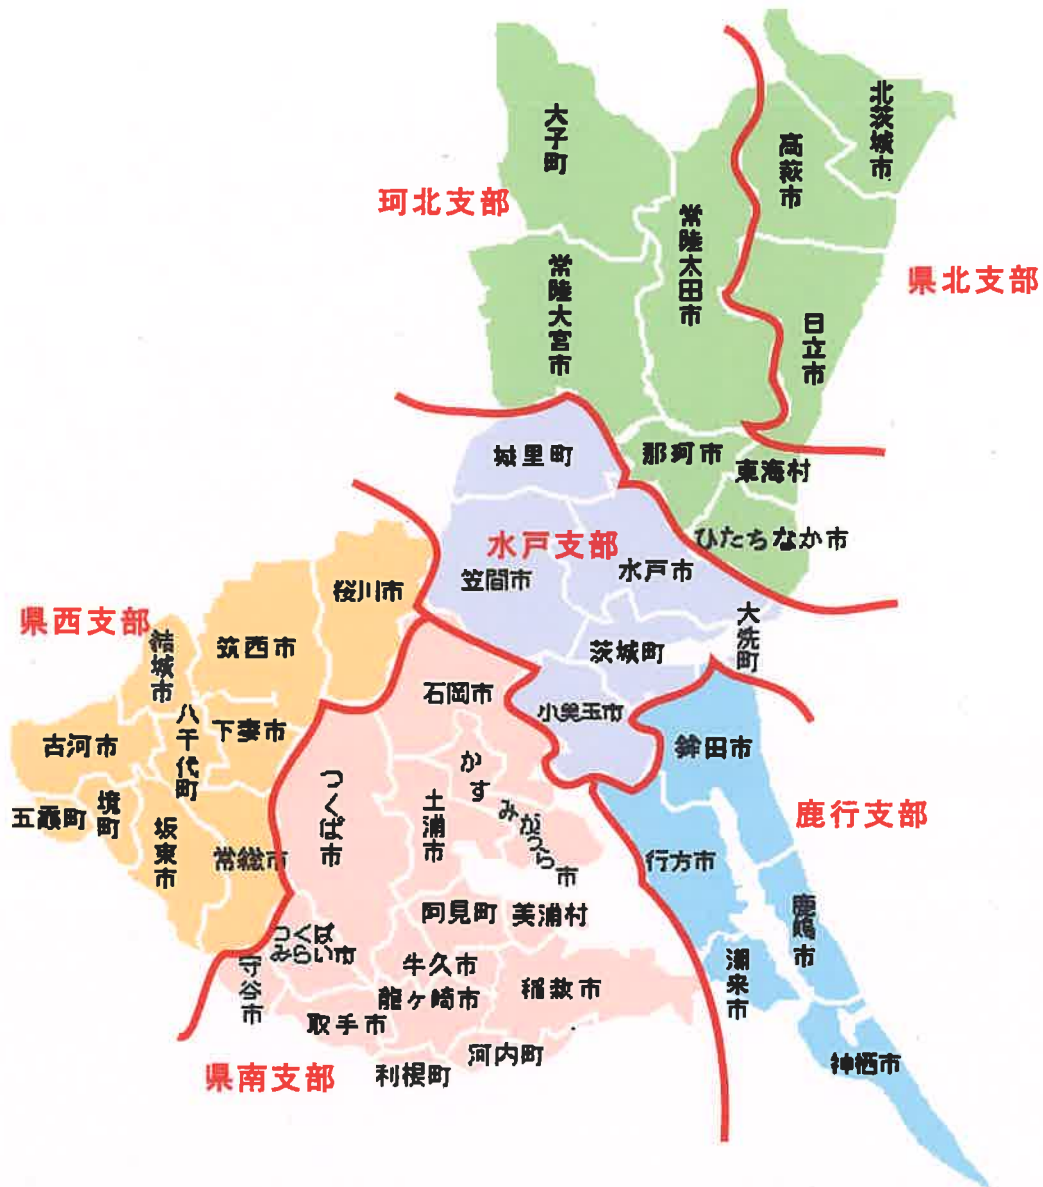 北茨城市
大子町
高萩市
珂北支部
常陸太田市
常陸大宮市
県北支部
日立市
城里町
那珂市
東海村
水戸支部
ひたちなか市
笠間市
水戸市
桜川市
県西支部
結城市
筑西市
大洗町
茨城町
石岡市
小美玉市
八千代町
下妻市
古河市
鉾田市
かすみがうら市
つくば市
土浦市
境町
五霞町
坂東市
鹿行支部
常総市
行方市
阿見町
美浦村
鹿嶋市
つくばみらい市
守谷市
牛久市
潮来市
龍ヶ崎市
稲敷市
取手市
河内町
神栖市
県南支部
利根町